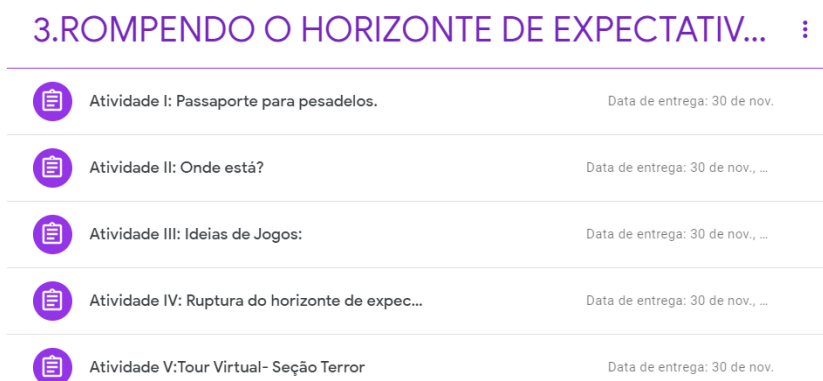 3.ROMPENDO O HORIZONTE DE EXPECTATIV...
Atividade I: Passaporte para pesadelos. Data de entrega: 30 de nov.
Atividade II: Onde está? Data de entrega: 30 de nov., ...
Atividade III: Ideias de Jogos: Data de entrega: 30 de nov., ...
Atividade IV: Ruptura do horizonte de expec... Data de entrega: 30 de nov., ...
Atividade V:Tour Virtual- Seção Terror Data de entrega: 30 de nov.